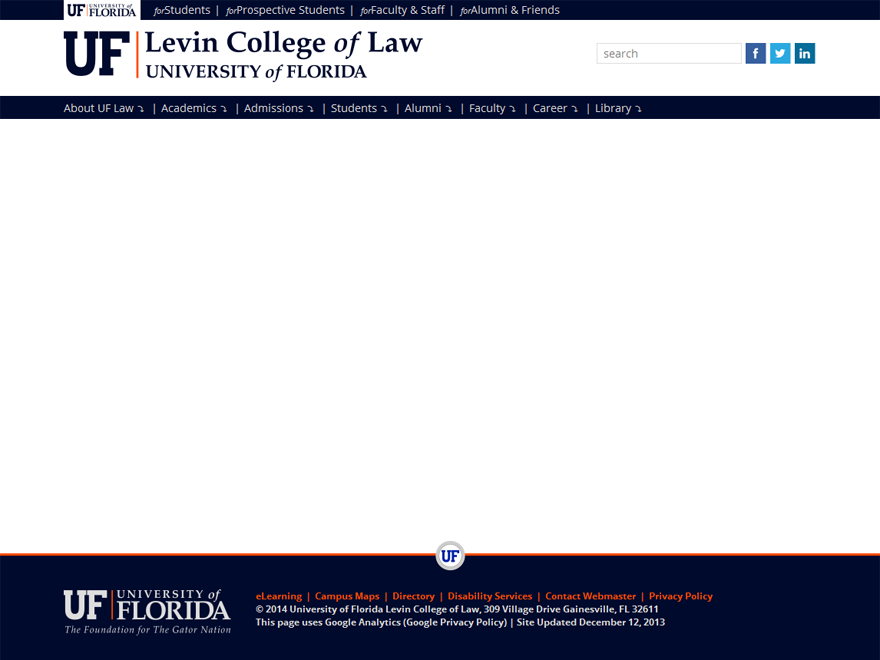 UF UNIVERSITY of FLORIDA forStudents | forProspective Students | forFaculty & Staff | forAlumni & Friends
UF Levin College of Law
UNIVERSITY of FLORIDA
search f in
About UF Law | Academics | Admissions | Students | Alumni | Faculty | Career | Library
UF
UF UNIVERSITY of
FLORIDA
The Foundation for The Gator Nation
eLearning | Campus Maps | Directory | Disability Services | Contact Webmaster | Privacy Policy
© 2014 University of Florida Levin College of Law, 309 Village Drive Gainesville, FL 32611
This page uses Google Analytics (Google Privacy Policy) | Site Updated December 12, 2013